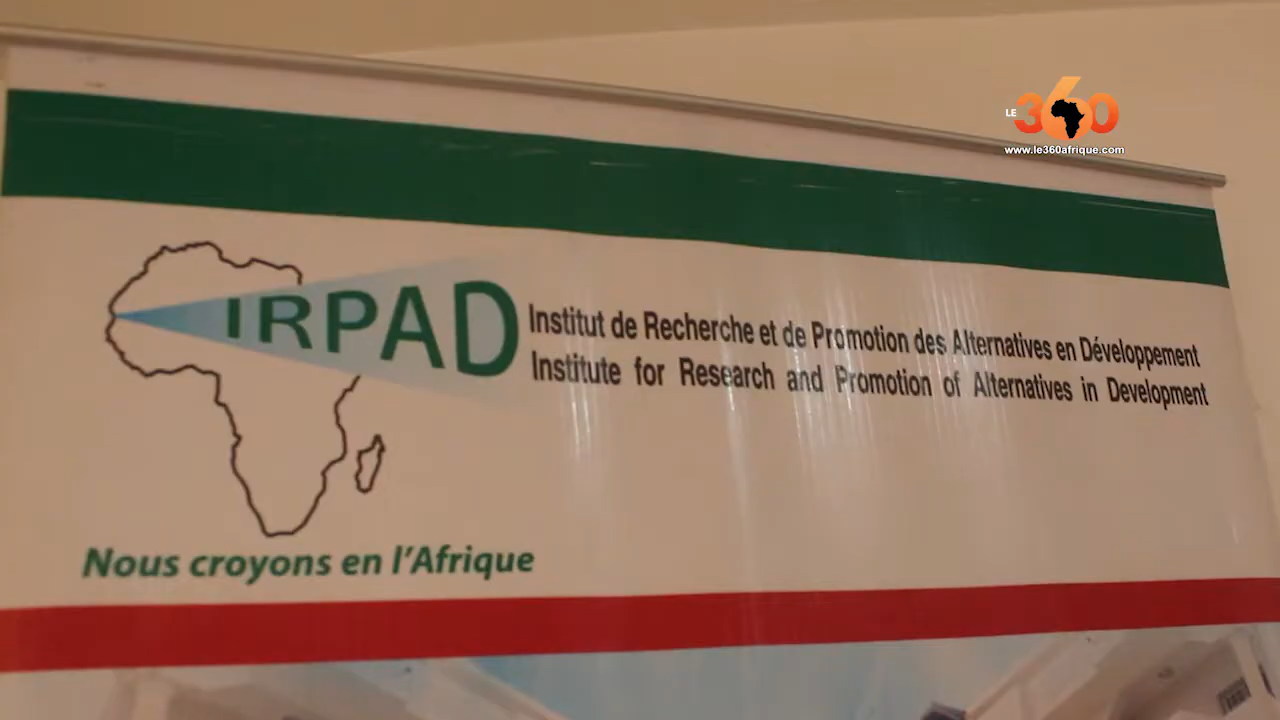 LE 360
www.le360afrique.com
IRPAD
Institut de Recherche et de Promotion des Alternatives en Développement
Institute for Research and Promotion of Alternatives in Development
Nous croyons en l'Afrique